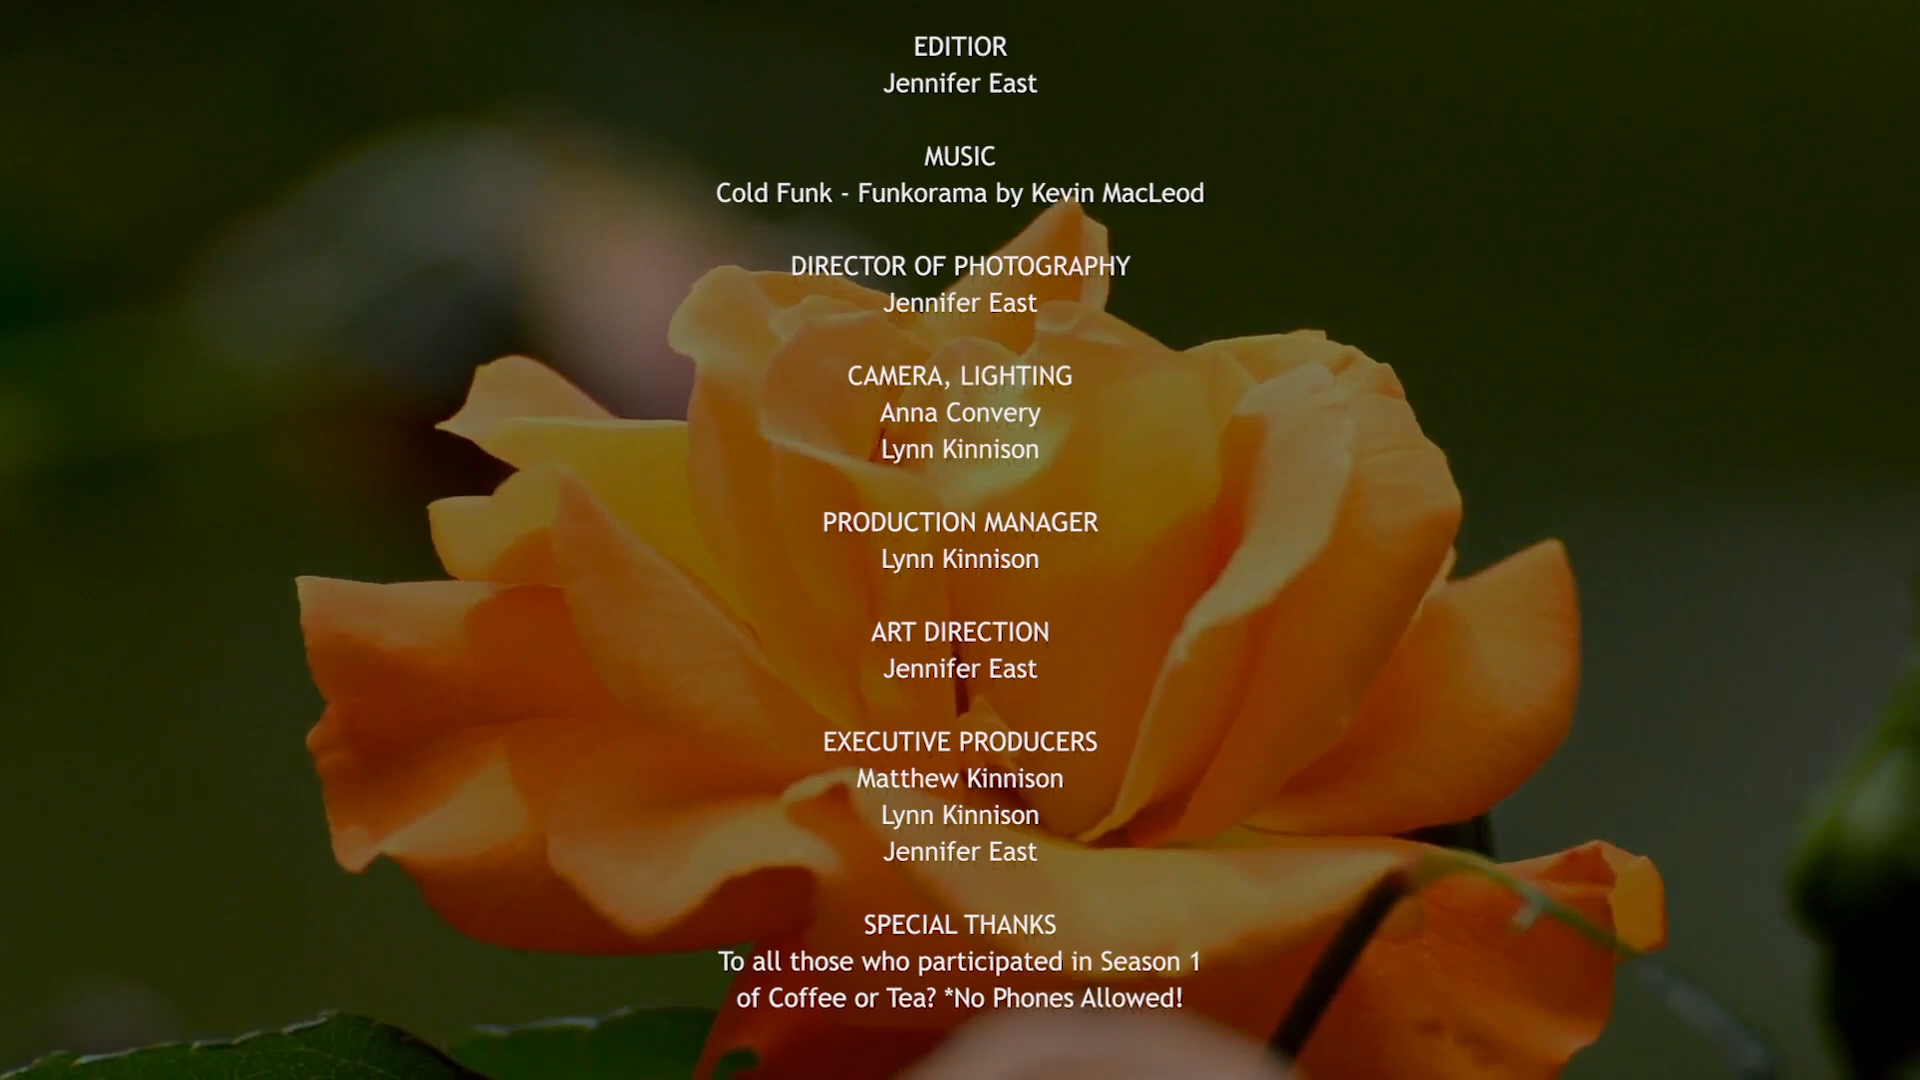 EDITIOR
Jennifer East
MUSIC
Cold Funk - Funkorama by Kevin MacLeod
DIRECTOR OF PHOTOGRAPHY
Jennifer East
CAMERA, LIGHTING
Anna Convery
Lynn Kinnison
PRODUCTION MANAGER
Lynn Kinnison
ART DIRECTION
Jennifer East
EXECUTIVE PRODUCERS
Matthew Kinnison
Lynn Kinnison
Jennifer East
SPECIAL THANKS
To all those who participated in Season 1
of Coffee or Tea? *No Phones Allowed!